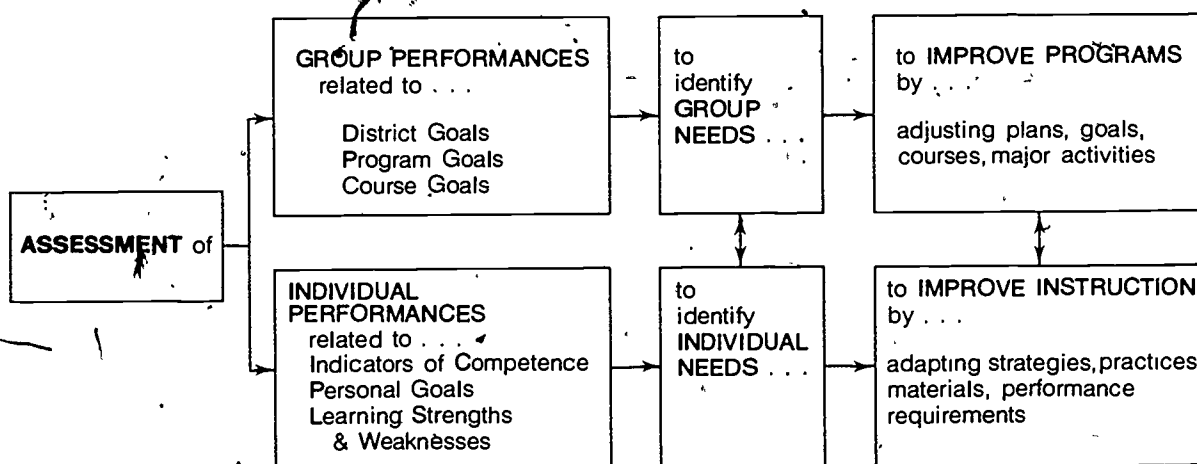 ASSESSMENT of
GROUP PERFORMANCES
related to . . .
District Goals
Program Goals
Course Goals
to
identify
GROUP
NEEDS . . .
to IMPROVE PROGRAMS
by . . .
adjusting plans, goals,
courses, major activities
INDIVIDUAL
PERFORMANCES
related to . . .
Indicators of Competence
Personal Goals
Learning Strengths
& Weaknesses
to
identify
INDIVIDUAL
NEEDS . . .
to IMPROVE INSTRUCTION
by . . .
adapting strategies, practices
materials, performance
requirements